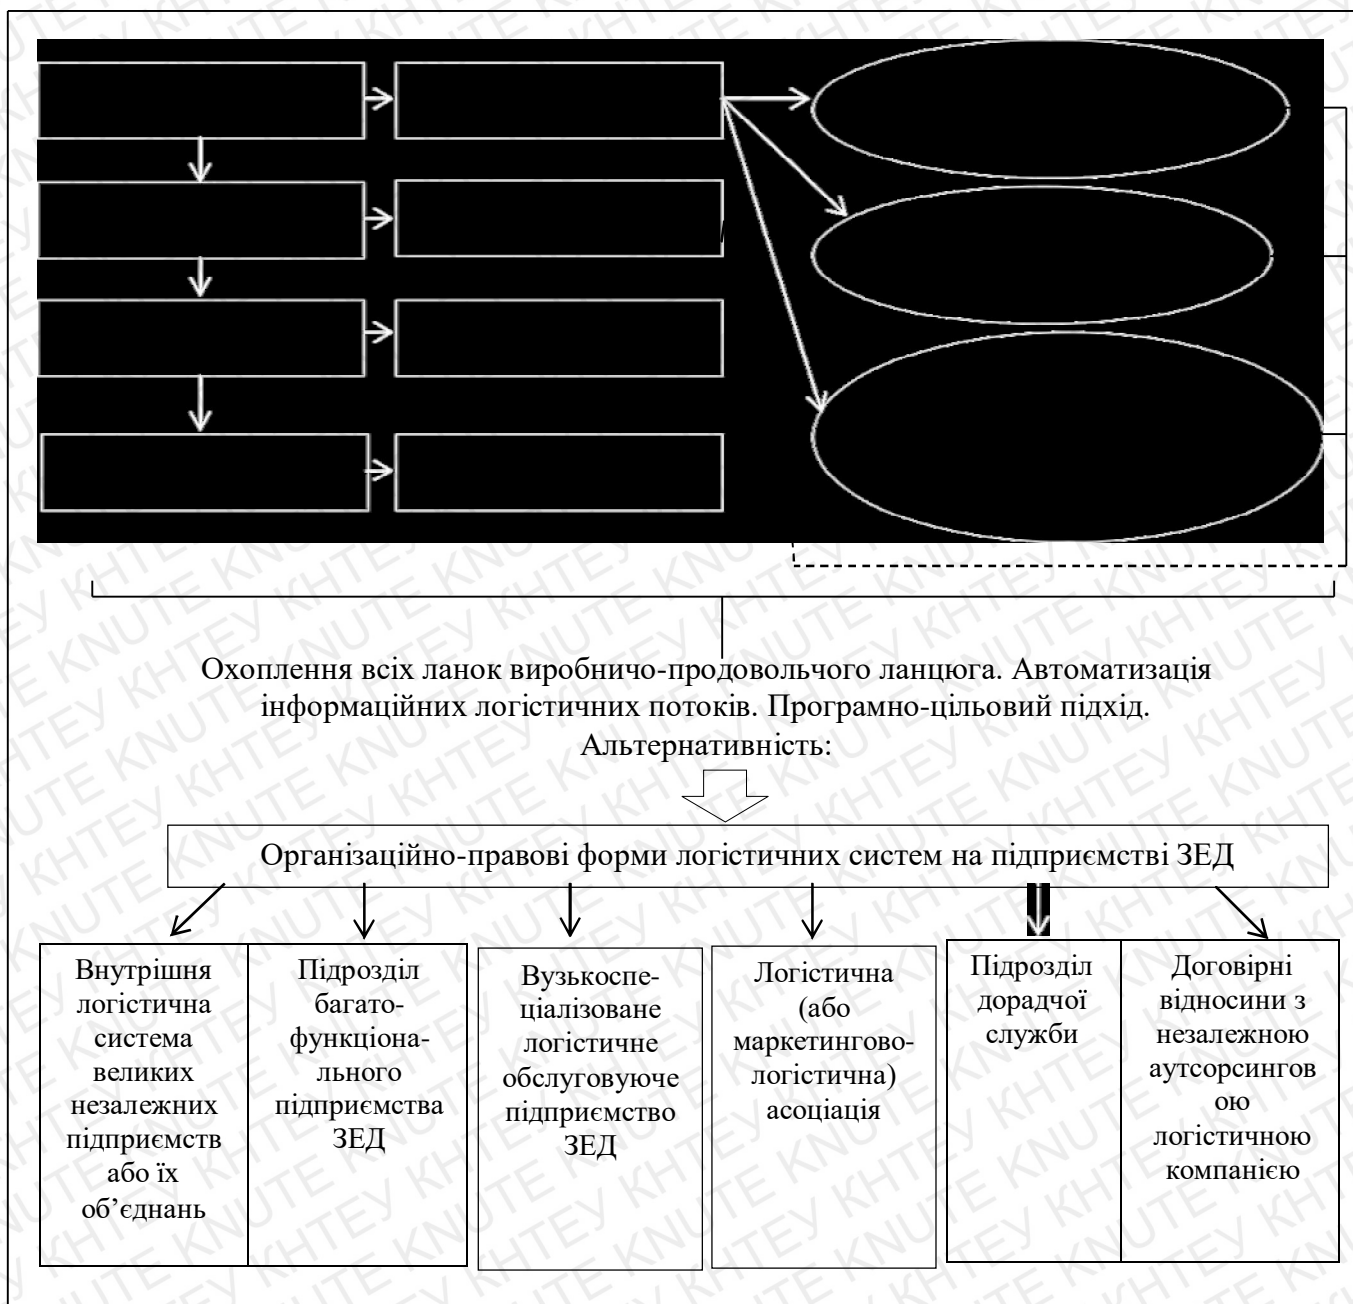 Охоплення всіх ланок виробничо-продовольчого ланцюга. Автоматизація
інформаційних логістичних потоків. Програмно-цільовий підхід.
Альтернативність:
Організаційно-правові форми логістичних систем на підприємстві ЗЕД
Внутрішня
логістична
система
великих
незалежних
підприємств
або їх
об’єднань
Підрозділ
багато-
функціона-
льного
підприємства
ЗЕД
Вузькоспе-
ціалізоване
логістичне
обслуговуюче
підприємство
ЗЕД
Логістична
(або
маркетингово-
логістична)
асоціація
Підрозділ
дорадчої
служби
Договірні
відносини з
незалежною
аутсорсингов
ою
логістичною
компанією